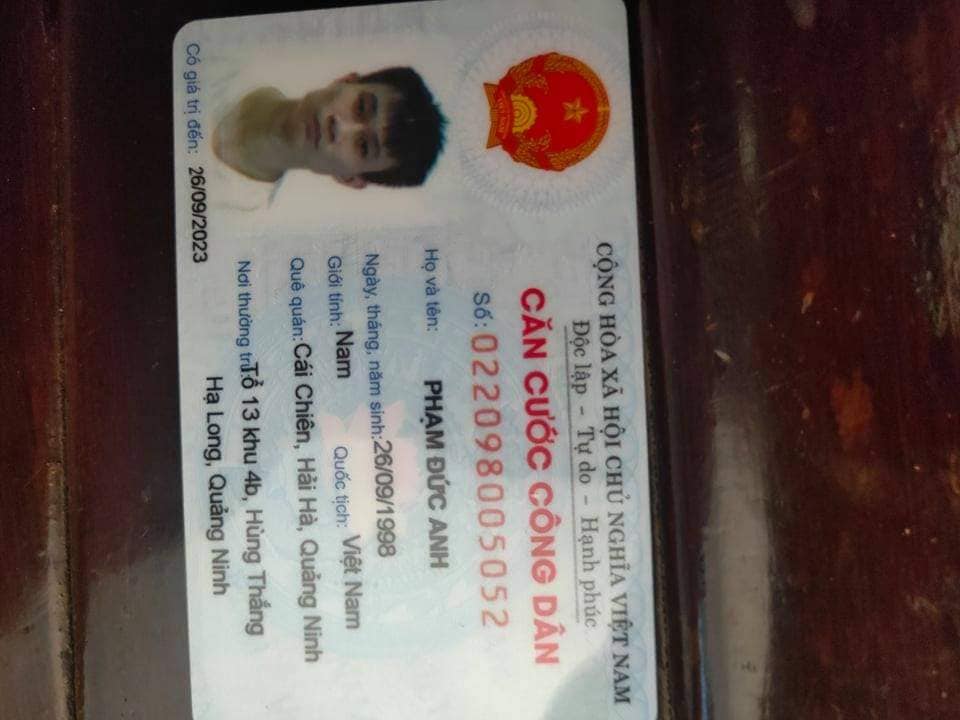 CỘNG HÒA XÃ HỘI CHỦ NGHĨA VIỆT NAM
Độc lập - Tự do - Hạnh phúc
CĂN CƯỚC CÔNG DÂN
Số: 022098005052
Họ và tên:
PHẠM ĐỨC ANH
Ngày, tháng, năm sinh: 26/09/1998
Giới tính: Nam Quốc tịch: Việt Nam
Quê quán: Cái Chiên, Hải Hà, Quảng Ninh
Nơi thường trú: Tổ 13 khu 4b, Hùng Thắng
Hạ Long, Quảng Ninh
Có giá trị đến: 26/09/2023